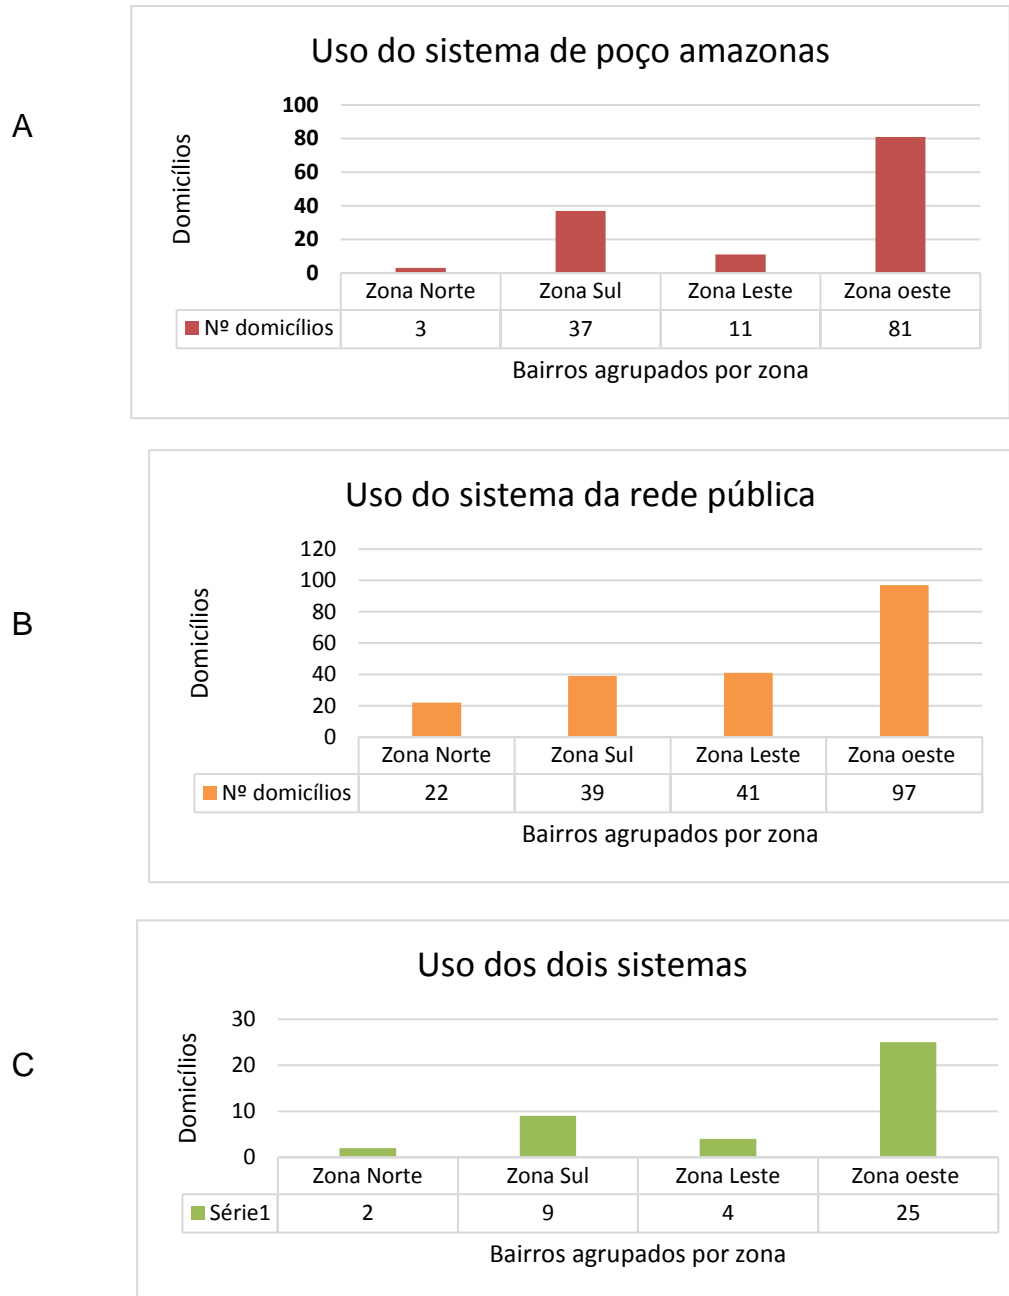 A
Uso do sistema de poço amazonas
Domicílios
100
80
60
40
20
0
Zona Norte Zona Sul Zona Leste Zona oeste
Nº domicílios 3 37 11 81
Bairros agrupados por zona
B
Uso do sistema da rede pública
Domicílios
120
100
80
60
40
20
0
Zona Norte Zona Sul Zona Leste Zona oeste
Nº domicílios 22 39 41 97
Bairros agrupados por zona
C
Uso dos dois sistemas
Domicílios
30
20
10
0
Zona Norte Zona Sul Zona Leste Zona oeste
Série1 2 9 4 25
Bairros agrupados por zona